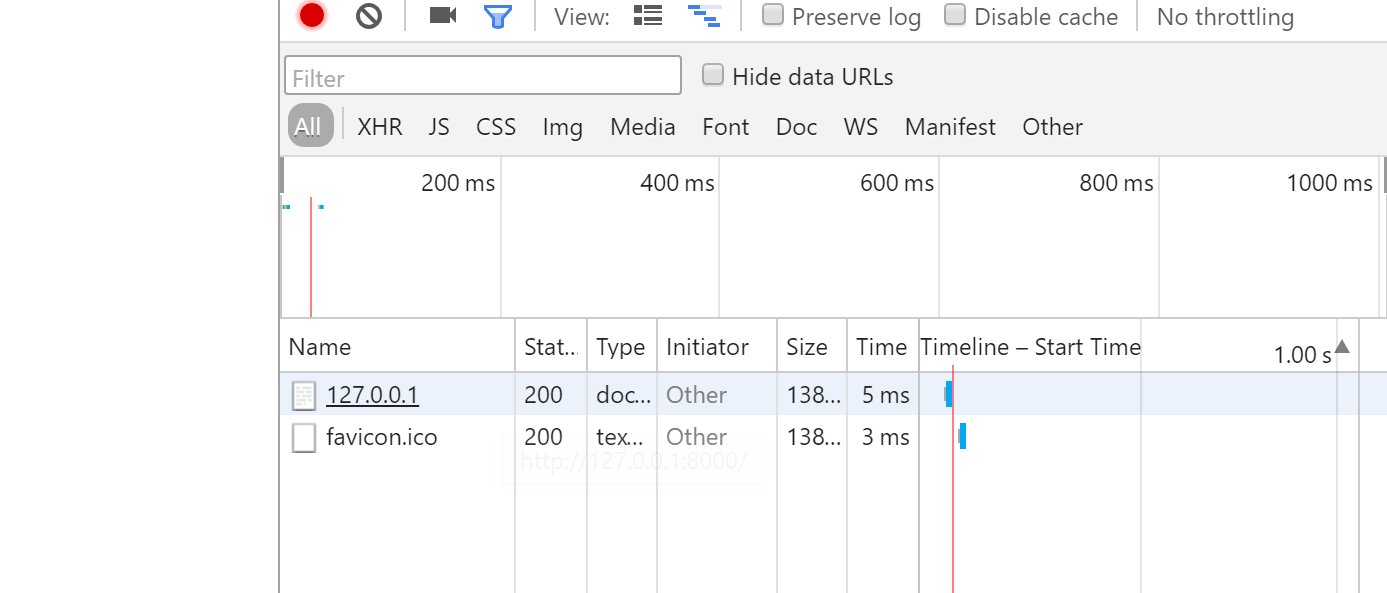 View: Preserve log Disable cache No throttling
Filter Hide data URLs
All XHR JS CSS Img Media Font Doc WS Manifest Other
200 ms 400 ms 600 ms 800 ms 1000 ms
Name Stat... Type Initiator Size Time Timeline – Start Time 1.00 s
127.0.0.1 200 doc... Other 138... 5 ms
favicon.ico 200 tex... Other 138... 3 ms
http://127.0.0.1:8000/